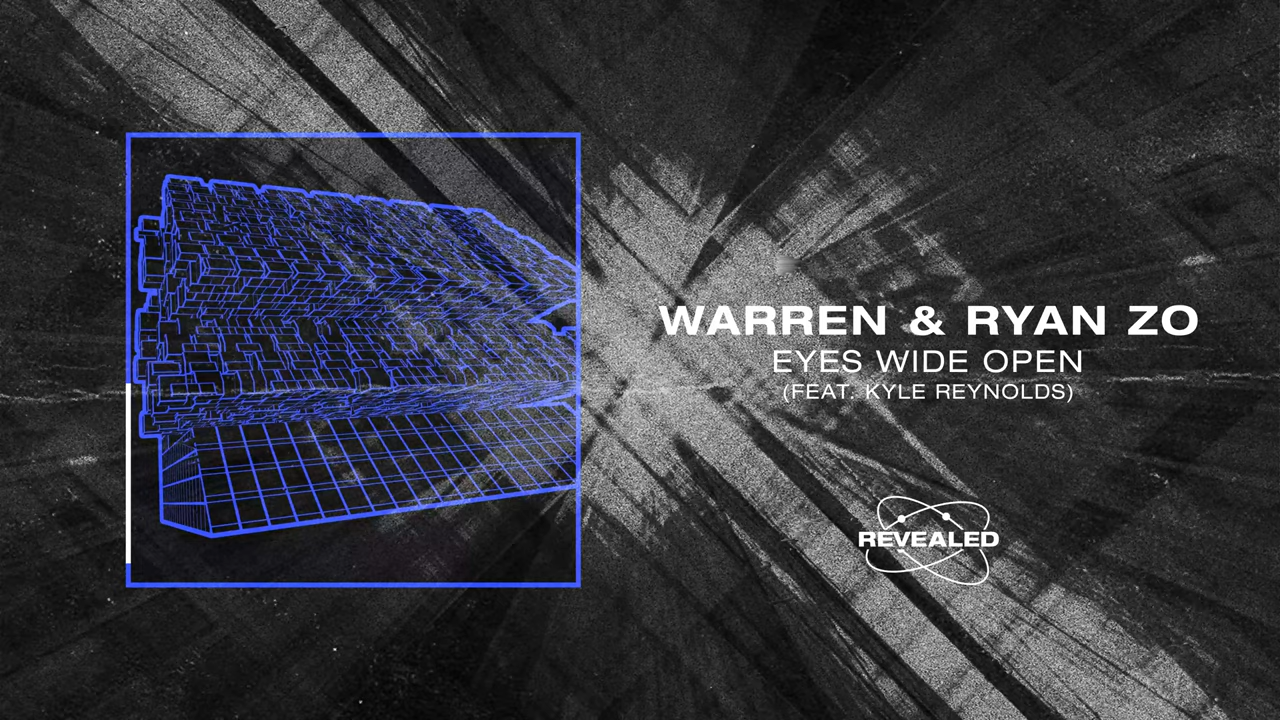 WARREN & RYAN ZO
EYES WIDE OPEN
(FEAT. KYLE REYNOLDS)
REVEALED